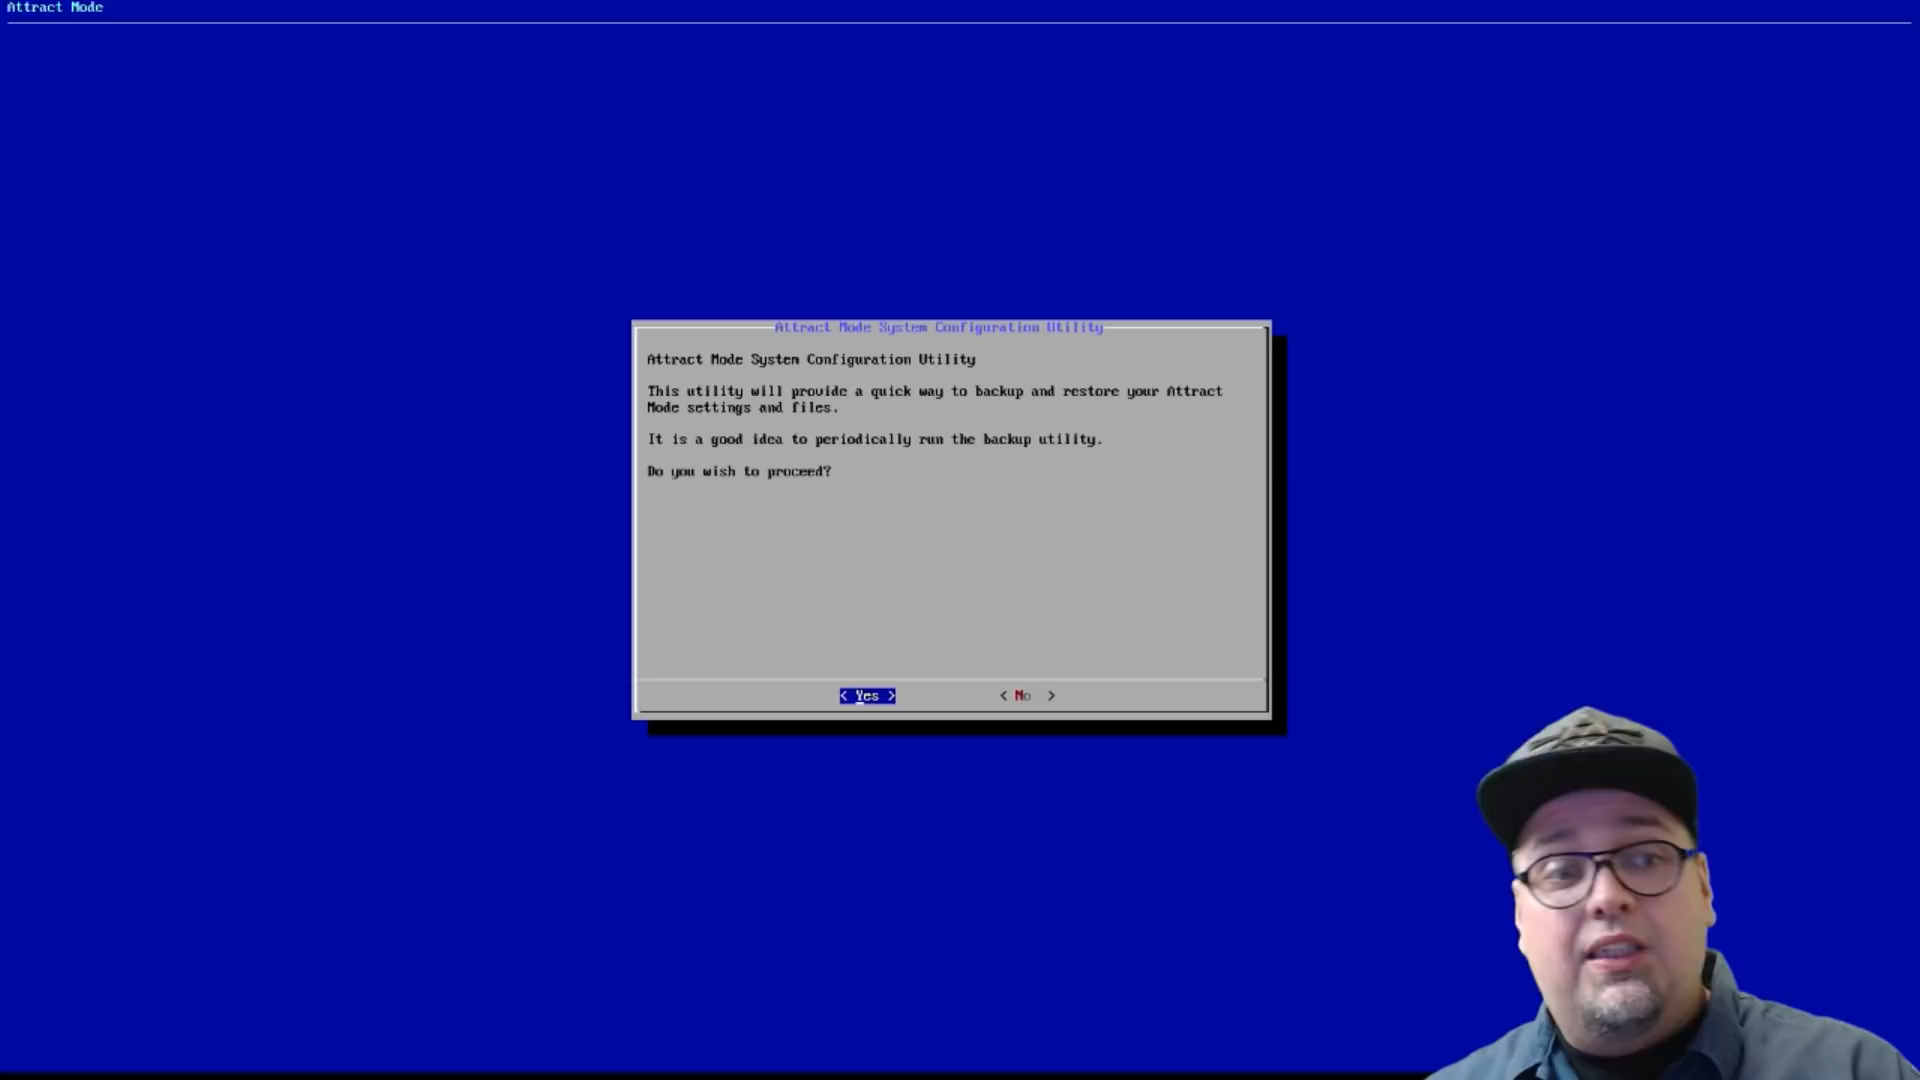 Attract Mode
Attract Mode System Configuration Utility
Attract Mode System Configuration Utility
This utility will provide a quick way to backup and restore your Attract
Mode settings and files.
It is a good idea to periodically run the backup utility.
Do you wish to proceed?
< Yes > < No >